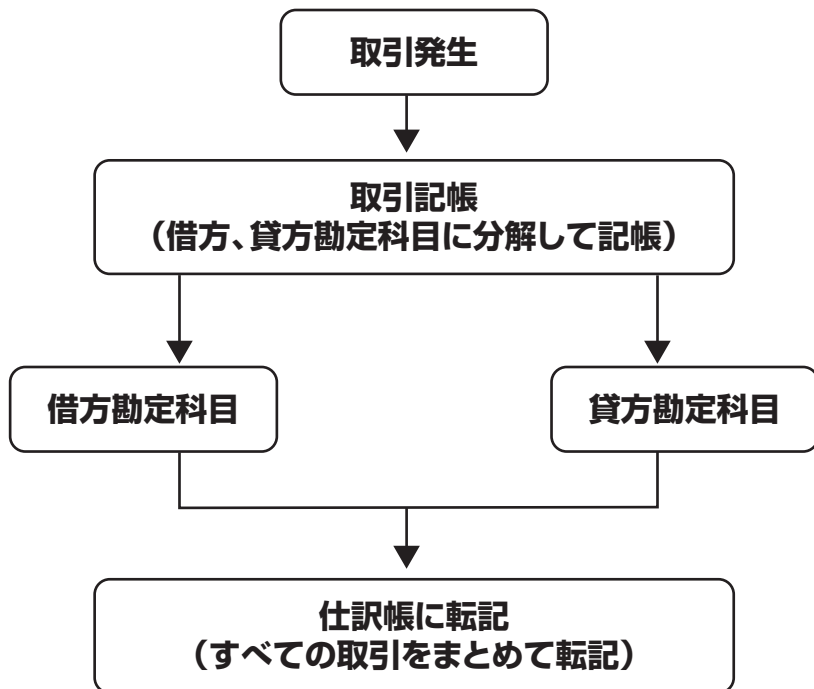 取引発生
取引記帳
（借方、貸方勘定科目に分解して記帳）
借方勘定科目
貸方勘定科目
仕訳帳に転記
（すべての取引をまとめて転記）